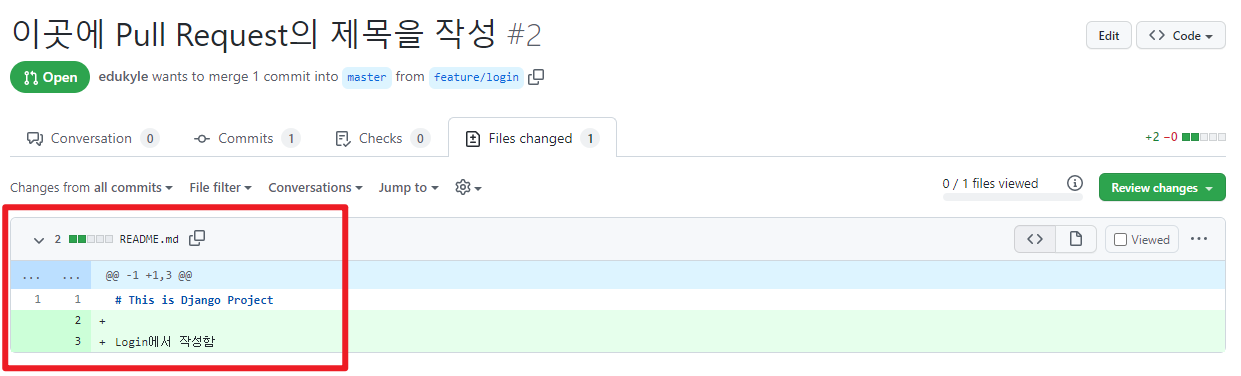 이곳에 Pull Request의 제목을 작성 #2
Edit
<> Code
Open
edukyle wants to merge 1 commit into master from feature/login
Conversation 0
Commits 1
Checks 0
Files changed 1
+2 −0
Changes from all commits
File filter
Conversations
Jump to
0 / 1 files viewed
Review changes
2 README.md
Viewed
... ... @@ -1 +1,3 @@
1 1 # This is Django Project
2 +
3 + Login에서 작성함